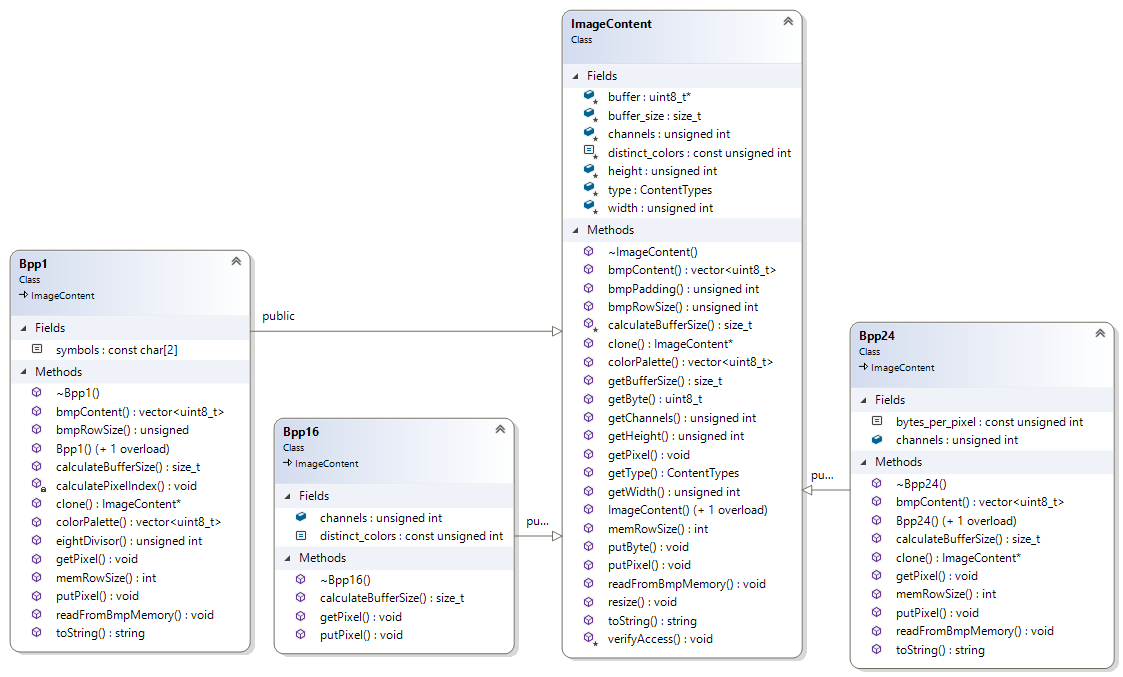 ImageContent
Class
Fields
buffer : uint8_t*
buffer_size : size_t
channels : unsigned int
distinct_colors : const unsigned int
height : unsigned int
type : ContentTypes
width : unsigned int
Methods
~ImageContent()
bmpContent() : vector<uint8_t>
bmpPadding() : unsigned int
bmpRowSize() : unsigned int
calculateBufferSize() : size_t
clone() : ImageContent*
colorPalette() : vector<uint8_t>
getBufferSize() : size_t
getByte() : uint8_t
getChannels() : unsigned int
getHeight() : unsigned int
getPixel() : void
getType() : ContentTypes
getWidth() : unsigned int
ImageContent() (+ 1 overload)
memRowSize() : int
putByte() : void
putPixel() : void
readFromBmpMemory() : void
resize() : void
toString() : string
verifyAccess() : void
Bpp1
Class
ImageContent
Fields
symbols : const char[2]
Methods
~Bpp1()
bmpContent() : vector<uint8_t>
bmpRowSize() : unsigned
Bpp1() (+ 1 overload)
calculateBufferSize() : size_t
calculatePixelIndex() : void
clone() : ImageContent*
colorPalette() : vector<uint8_t>
eightDivisor() : unsigned int
getPixel() : void
memRowSize() : int
putPixel() : void
readFromBmpMemory() : void
toString() : string
public
Bpp16
Class
ImageContent
Fields
channels : unsigned int
distinct_colors : const unsigned int
Methods
~Bpp16()
calculateBufferSize() : size_t
getPixel() : void
putPixel() : void
pu...
Bpp24
Class
ImageContent
Fields
bytes_per_pixel : const unsigned int
channels : unsigned int
Methods
~Bpp24()
bmpContent() : vector<uint8_t>
Bpp24() (+ 1 overload)
calculateBufferSize() : size_t
clone() : ImageContent*
getPixel() : void
memRowSize() : int
putPixel() : void
readFromBmpMemory() : void
toString() : string
pu...